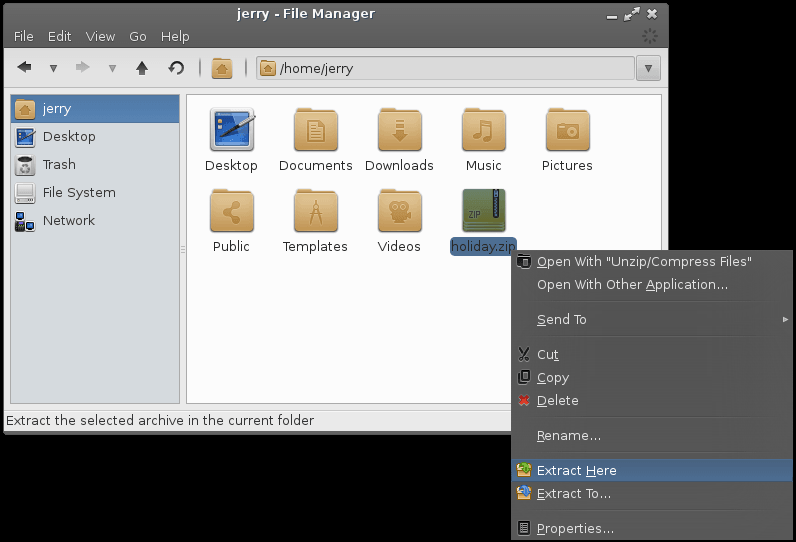 jerry - File Manager
File Edit View Go Help
/home/jerry
jerry
Desktop
Trash
File System
Network
Desktop Documents Downloads Music Pictures
ZIP
Public Templates Videos holiday.zip
Open With "Unzip/Compress Files"
Open With Other Application...
Send To
Cut
Copy
Delete
Rename...
Extract Here
Extract To...
Properties...
Extract the selected archive in the current folder